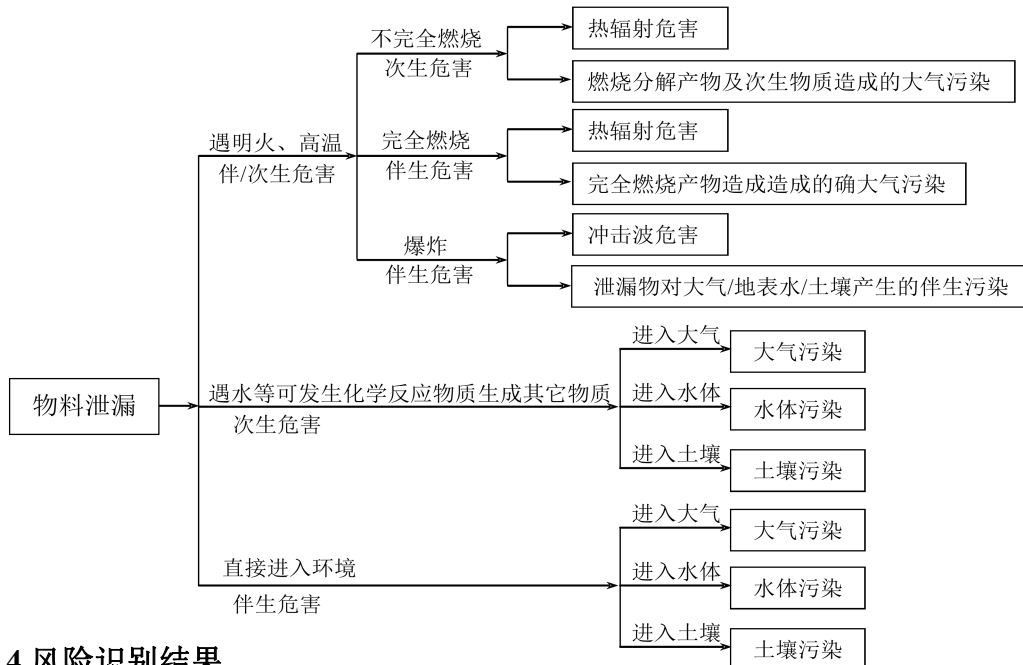 不完全燃烧
次生危害
热辐射危害
燃烧分解产物及次生物质造成的大气污染
遇明火、高温
伴/次生危害
完全燃烧
伴生危害
热辐射危害
完全燃烧产物造成造成的确大气污染
爆炸
伴生危害
冲击波危害
泄漏物对大气/地表水/土壤产生的伴生污染
物料泄漏
遇水等可发生化学反应物质生成其它物质
次生危害
进入大气
大气污染
进入水体
水体污染
进入土壤
土壤污染
直接进入环境
伴生危害
进入大气
大气污染
进入水体
水体污染
进入土壤
土壤污染
4 风险识别结果